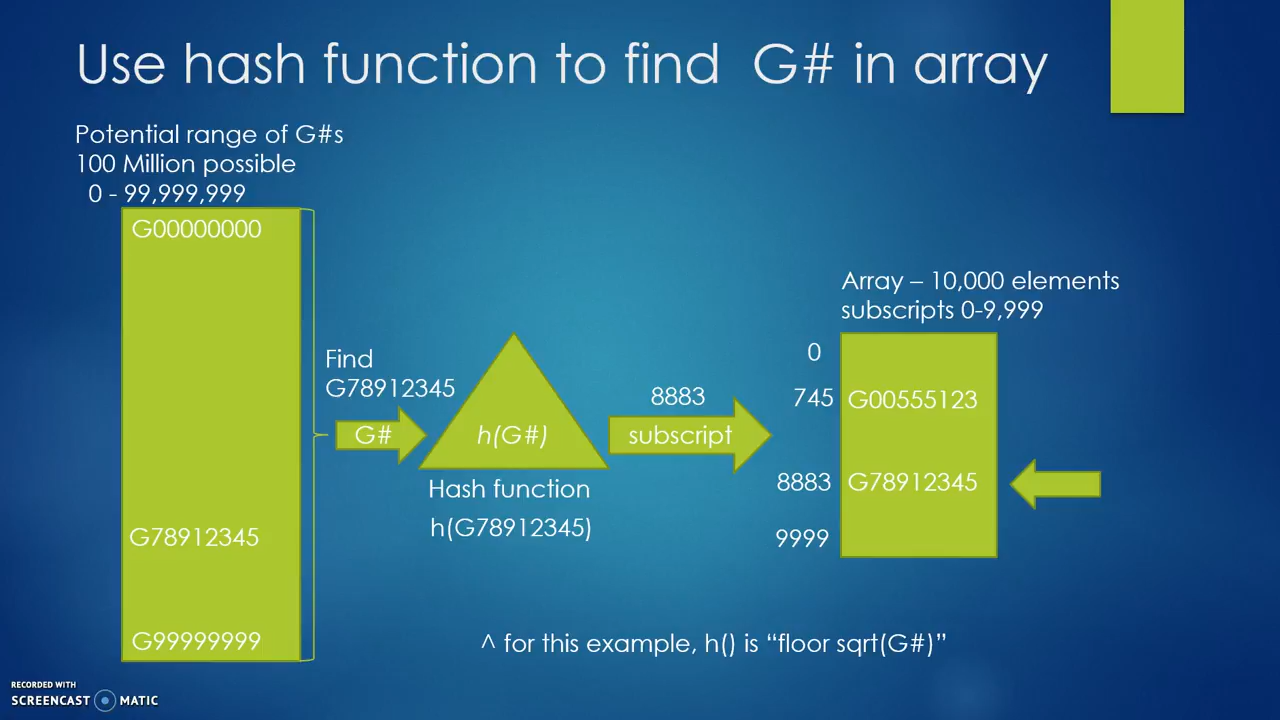 Use hash function to find G# in array
Potential range of G#s
100 Million possible
0 - 99,999,999
G00000000
G78912345
G99999999
Find
G78912345
G#
h(G#)
Hash function
h(G78912345)
8883
subscript
Array – 10,000 elements
subscripts 0-9,999
0
745 G00555123
8883 G78912345
9999
^ for this example, h() is “floor sqrt(G#)”
RECORDED WITH
SCREENCAST MATIC